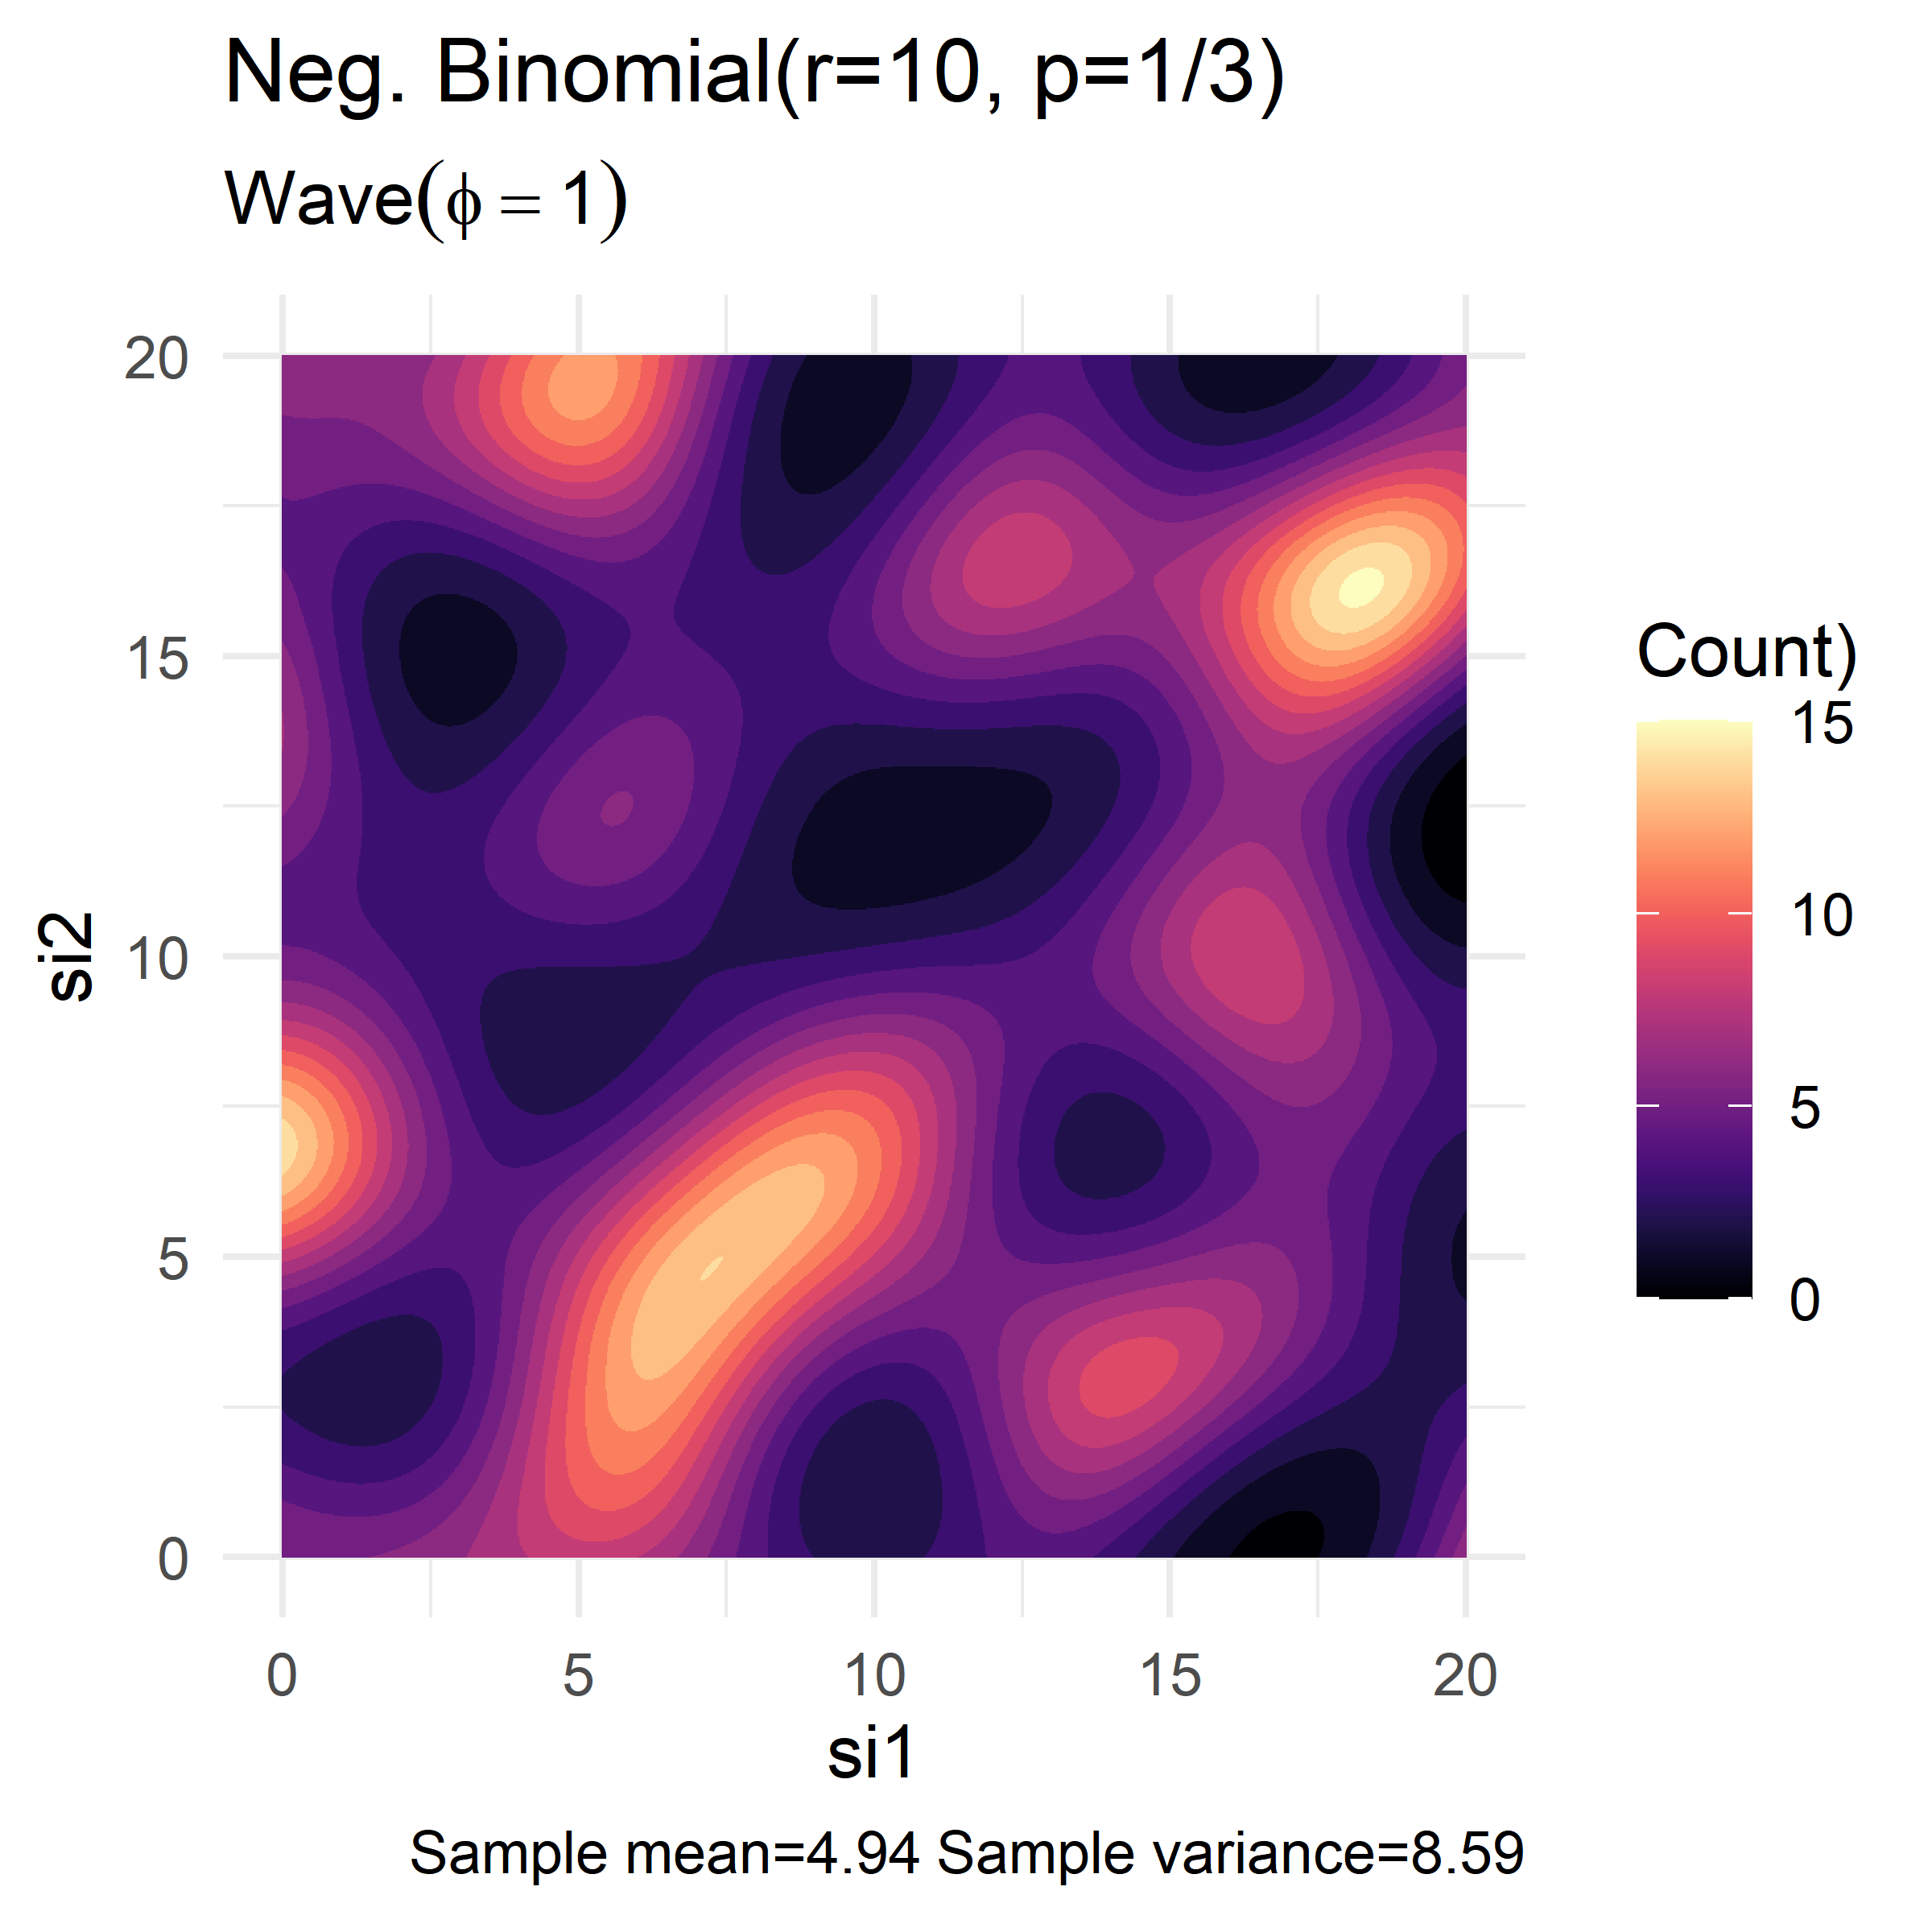 Neg. Binomial(r=10, p=1/3)
Wave(ϕ = 1)
20
15
10
5
0
si2
0 5 10 15 20
si1
Count)
15
10
5
0
Sample mean=4.94 Sample variance=8.59